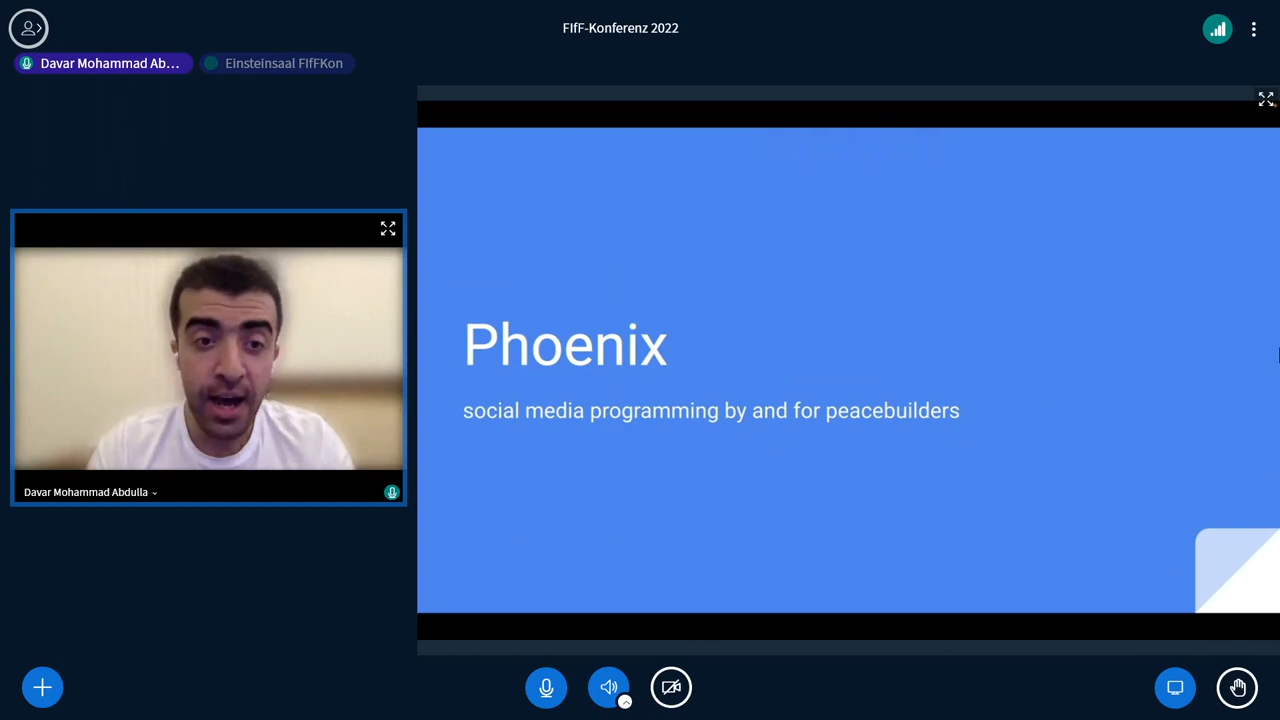 FIfF-Konferenz 2022
Davar Mohammad Ab...
Einsteinsaal FIfFKon
Phoenix
social media programming by and for peacebuilders
Davar Mohammad Abdulla